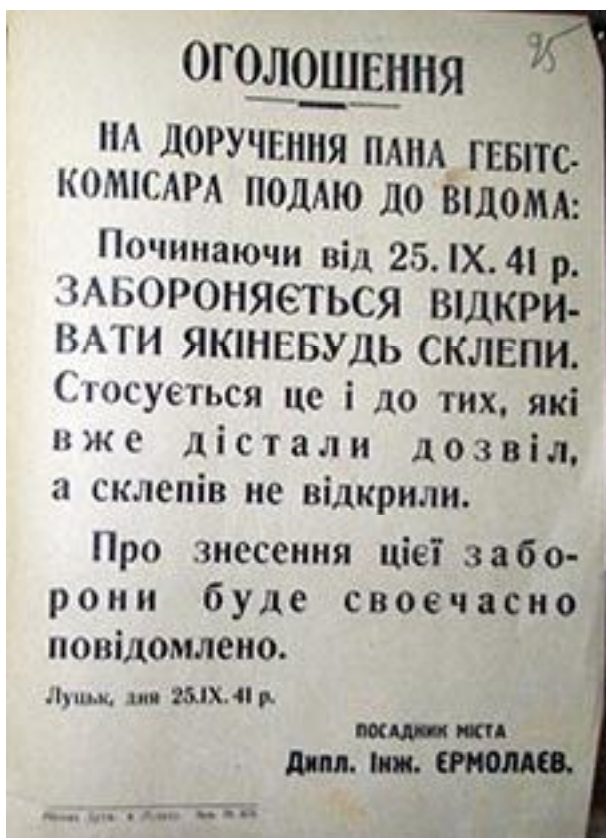 95
ОГОЛОШЕННЯ
НА ДОРУЧЕННЯ ПАНА ГЕБІТС-
КОМІСАРА ПОДАЮ ДО ВІДОМА:
Починаючи від 25. IX. 41 р.
ЗАБОРОНЯЄТЬСЯ ВІДКРИ-
ВАТИ ЯКІНЕБУДЬ СКЛЕПИ.
Стосується це і до тих, які
вже дістали дозвіл,
а склепів не відкрили.
Про знесення цієї забо-
рони буде своєчасно
повідомлено.
Луцьк, дня 25.IX. 41 р.
ПОСАДНИК МІСТА
Дипл. Інж. ЄРМОЛАЄВ.